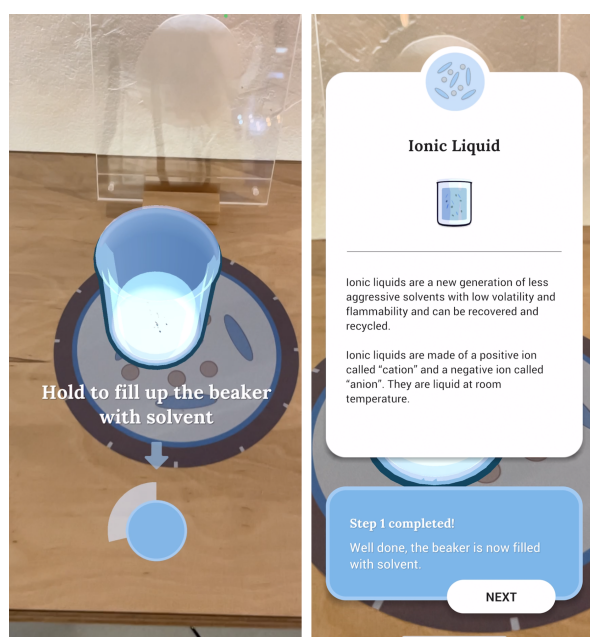 Hold to fill up the beaker
with solvent
Ionic Liquid
Ionic liquids are a new generation of less
aggressive solvents with low volatility and
flammability and can be recovered and
recycled.
Ionic liquids are made of a positive ion
called “cation” and a negative ion called
“anion”. They are liquid at room
temperature.
Step 1 completed!
Well done, the beaker is now filled
with solvent.
NEXT